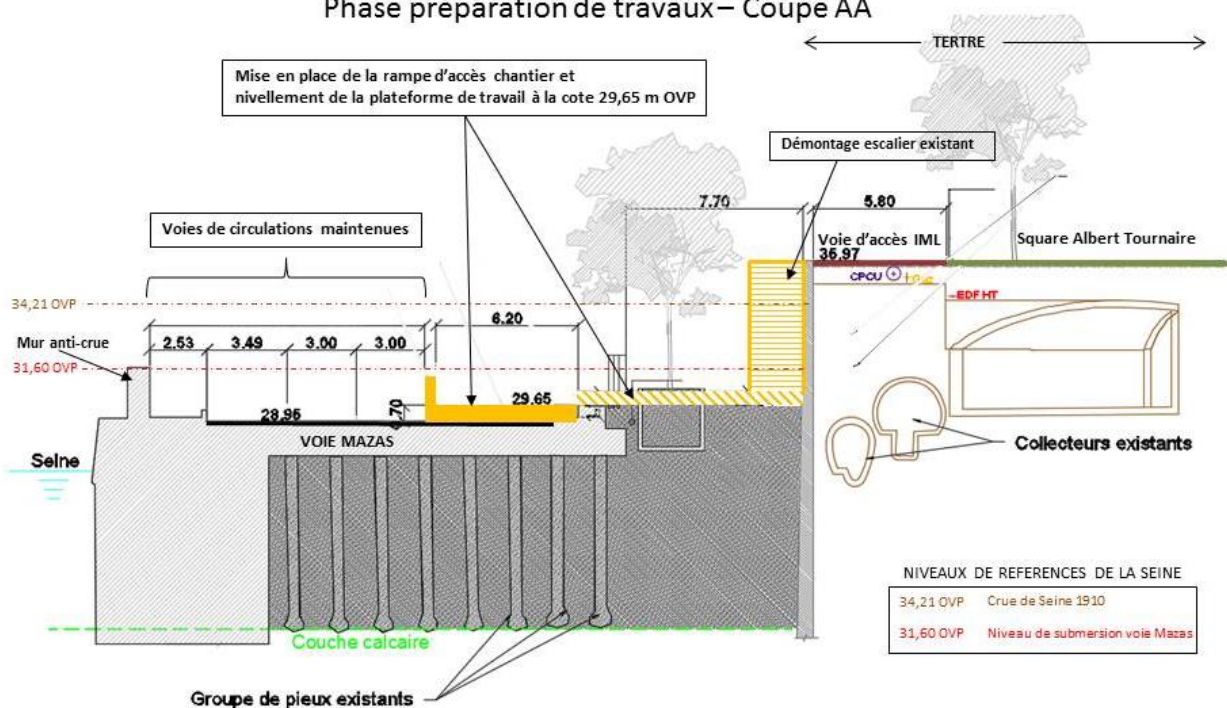 Phase préparation de travaux – Coupe AA
TERTRE
Mise en place de la rampe d'accès chantier et
nivellement de la plateforme de travail à la cote 29,65 m OVP
Démontage escalier existant
7.70
5.80
Voies de circulations maintenues
Voie d'accès IML
Square Albert Tournaire
36.97
CPCU
EDF HT
34,21 OVP
6.20
Mur anti-crue
2.53
3.49
3.00
3.00
31,60 OVP
29.65
28.95
0.70
VOIE MAZAS
Collecteurs existants
Seine
NIVEAUX DE REFERENCES DE LA SEINE
34,21 OVP Crue de Seine 1910
31,60 OVP Niveau de submersion voie Mazas
Couche calcaire
Groupe de pieux existants